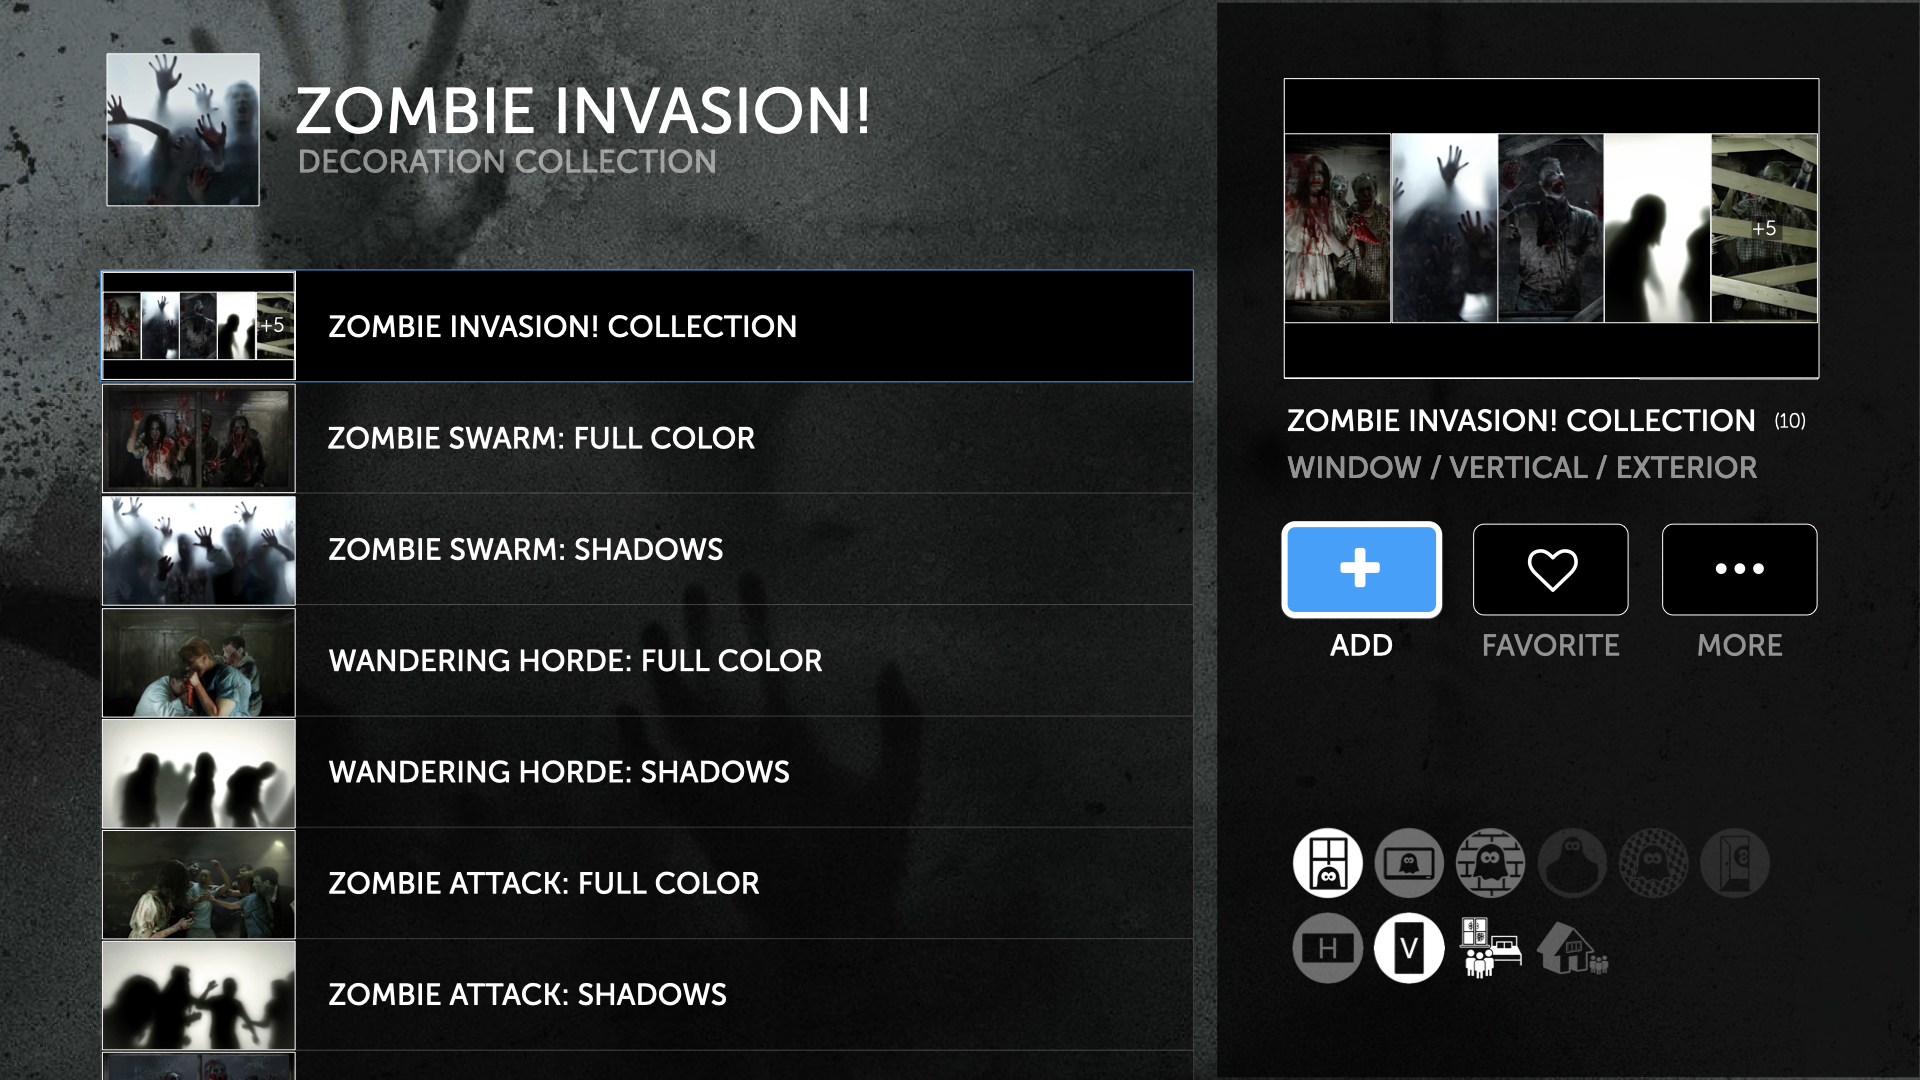 ZOMBIE INVASION!
DECORATION COLLECTION
+5
ZOMBIE INVASION! COLLECTION
ZOMBIE SWARM: FULL COLOR
ZOMBIE SWARM: SHADOWS
WANDERING HORDE: FULL COLOR
WANDERING HORDE: SHADOWS
ZOMBIE ATTACK: FULL COLOR
ZOMBIE ATTACK: SHADOWS
+5
ZOMBIE INVASION! COLLECTION (10)
WINDOW / VERTICAL / EXTERIOR
ADD FAVORITE MORE
H V